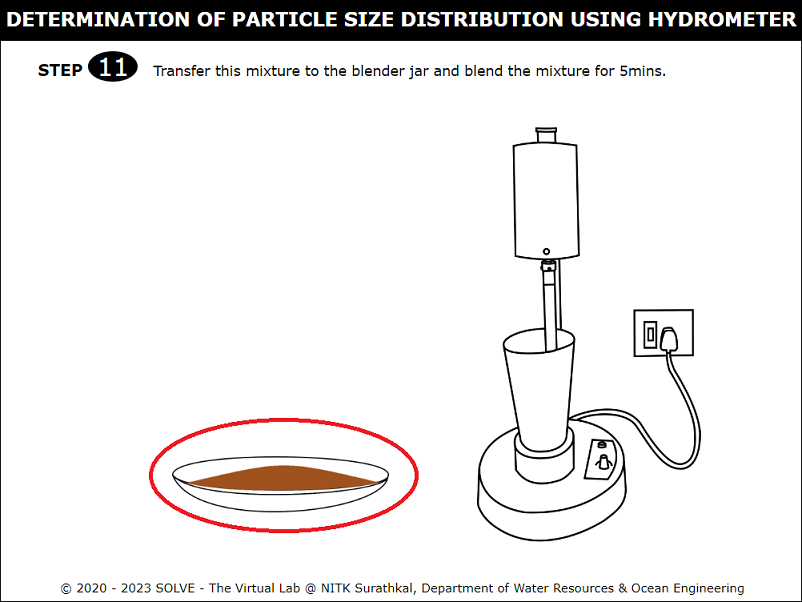 DETERMINATION OF PARTICLE SIZE DISTRIBUTION USING HYDROMETER
STEP 11 Transfer this mixture to the blender jar and blend the mixture for 5mins.
© 2020 - 2023 SOLVE - The Virtual Lab @ NITK Surathkal, Department of Water Resources & Ocean Engineering